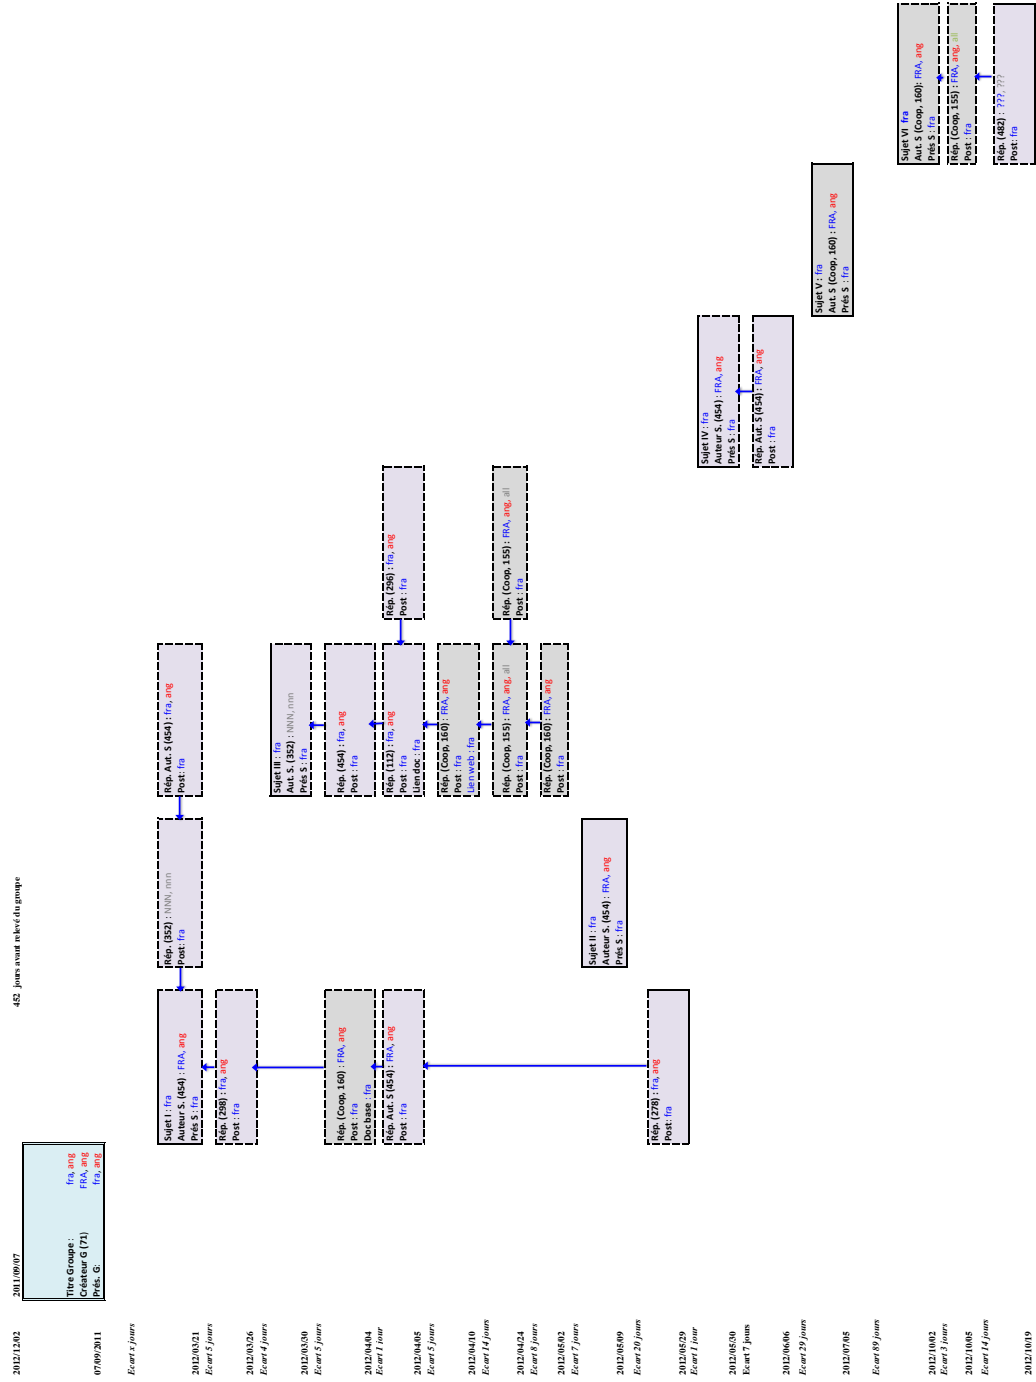 2012/12/02
2011/09/07
452 jours avant relevé du groupe
Titre Groupe : fra, ang
Créateur G (71) FRA, ang
Prés. G: fra, ang
07/09/2011
Ecart x jours
2012/03/21
Ecart 5 jours
2012/03/26
Ecart 4 jours
2012/03/30
Ecart 5 jours
2012/04/04
Ecart 1 jour
2012/04/05
Ecart 5 jours
2012/04/10
Ecart 14 jours
2012/04/24
Ecart 8 jours
2012/05/02
Ecart 7 jours
2012/05/09
Ecart 20 jours
2012/05/29
Ecart 1 jour
2012/05/30
Ecart 7 jours
2012/06/06
Ecart 29 jours
2012/07/05
Ecart 89 jours
2012/10/02
Ecart 3 jours
2012/10/05
Ecart 14 jours
2012/10/19
Sujet I : fra
Auteur S. (454) : FRA, ang
Prés S : fra
Rép. (298) : fra, ang
Post : fra
Rép. (Coop, 160) : FRA, ang
Post : fra
Doc base : fra
Rép. Aut. S (454) : FRA, ang
Post : fra
Rép. (278) : fra, ang
Post: fra
Rép. (352) : NNN, nnn
Post: fra
Rép. Aut. S (454) : fra, ang
Post: fra
Sujet II : fra
Auteur S. (454) : FRA, ang
Prés S : fra
Sujet III : fra
Aut. S. (352) : NNN, nnn
Prés S : fra
Rép. (454) : fra, ang
Post : fra
Rép. (112) : fra, ang
Post : fra
Lien doc : fra
Rép. (Coop, 160) : FRA, ang
Post : fra
Lien web : fra
Rép. (Coop, 155) : FRA, ang, all
Post : fra
Rép. (Coop, 160) : FRA, ang
Post : fra
Rép. (296) : fra, ang
Post : fra
Rép. (Coop, 155) : FRA, ang, all
Post : fra
Sujet IV : fra
Auteur S. (454) : FRA, ang
Prés S : fra
Rép. Aut. S (454) : FRA, ang
Post : fra
Sujet V : fra
Aut. S (Coop, 160) : FRA, ang
Prés S : fra
Sujet VI fra
Aut. S (Coop, 160): FRA, ang
Prés S : fra
Rép. (Coop, 155) : FRA, ang, all
Post : fra
Rép. (482) : ???, ???
Post: fra